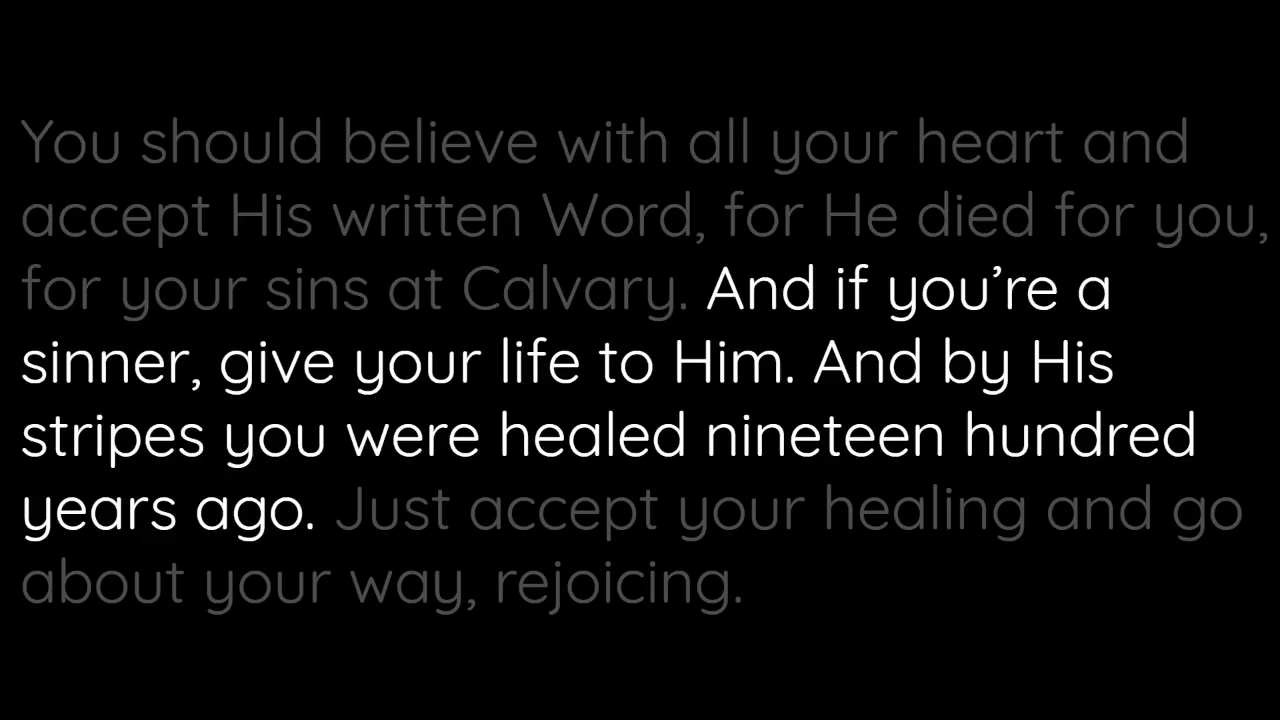 You should believe with all your heart and
accept His written Word, for He died for you,
for your sins at Calvary. And if you’re a
sinner, give your life to Him. And by His
stripes you were healed nineteen hundred
years ago. Just accept your healing and go
about your way, rejoicing.